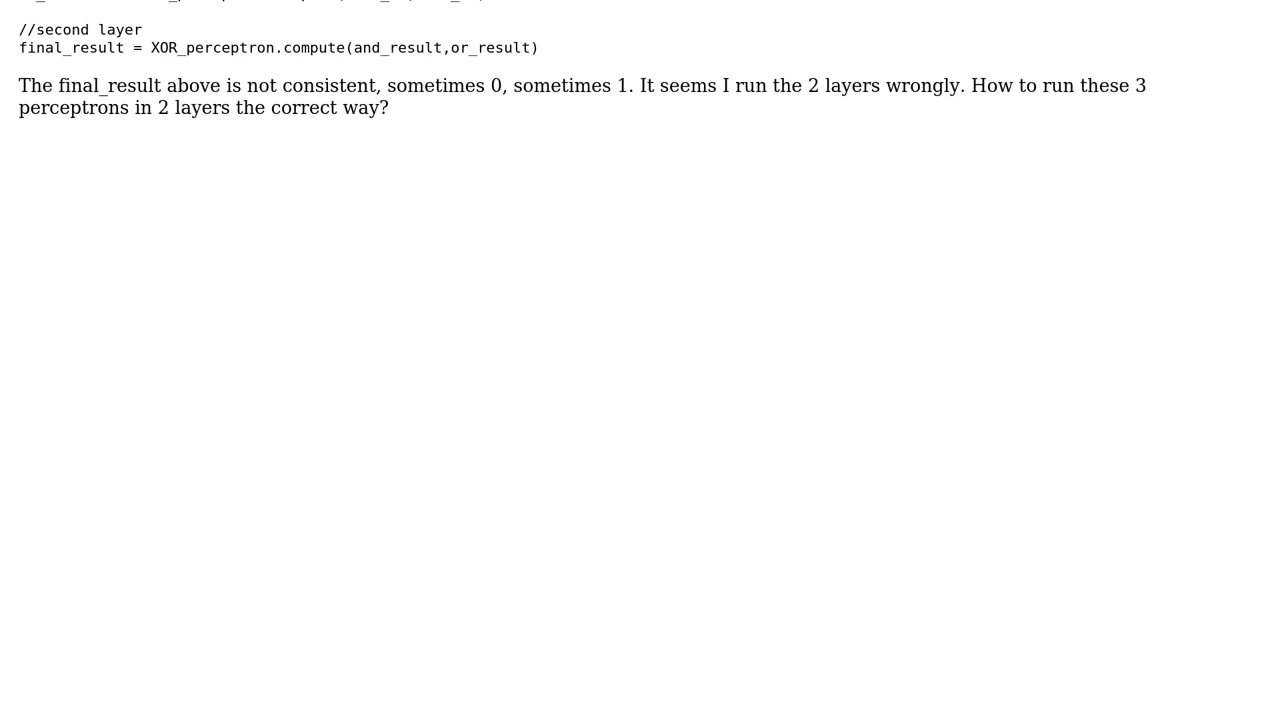 //second layer
final_result = XOR_perceptron.compute(and_result,or_result)
The final_result above is not consistent, sometimes 0, sometimes 1. It seems I run the 2 layers wrongly. How to run these 3
perceptrons in 2 layers the correct way?